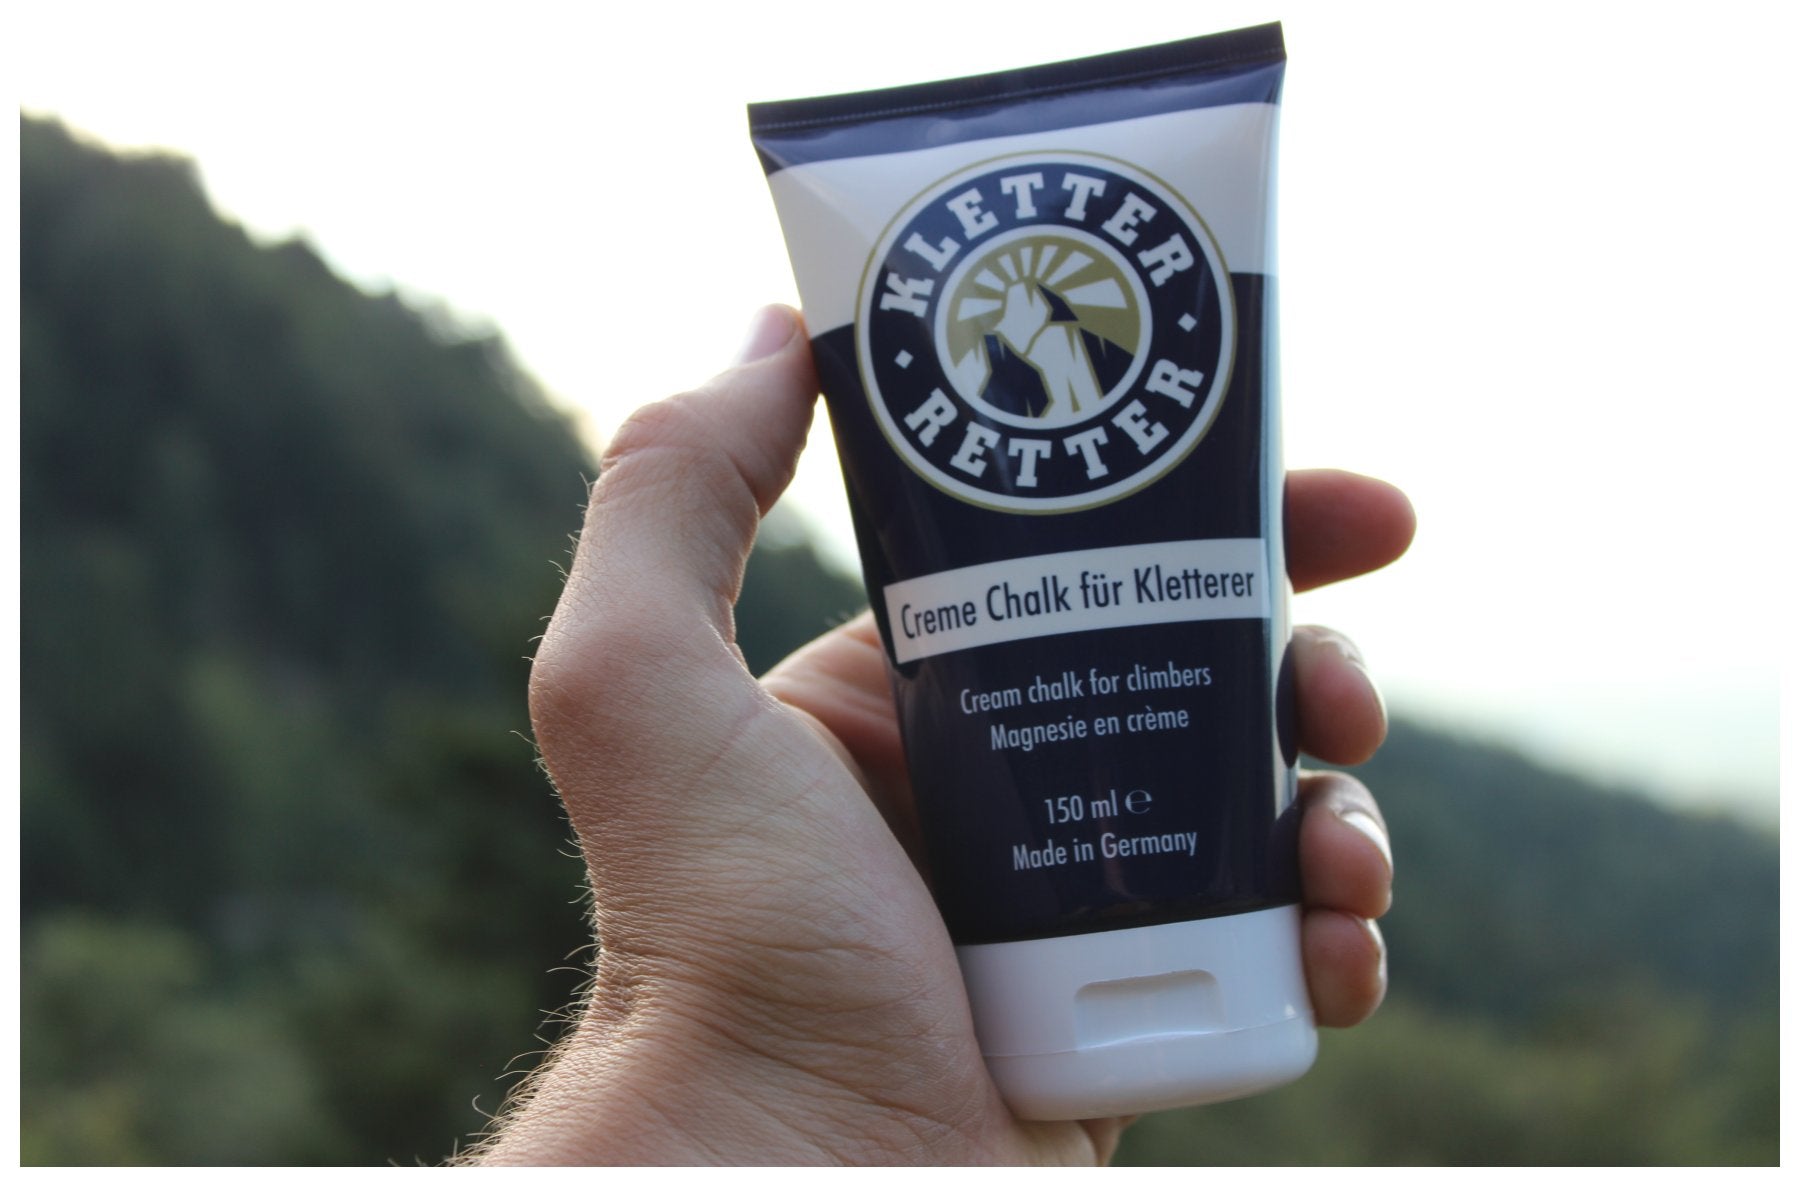 KLETTER
RETTER
Creme Chalk für Kletterer
Cream chalk for climbers
Magnesie en crème
150 ml ℮
Made in Germany